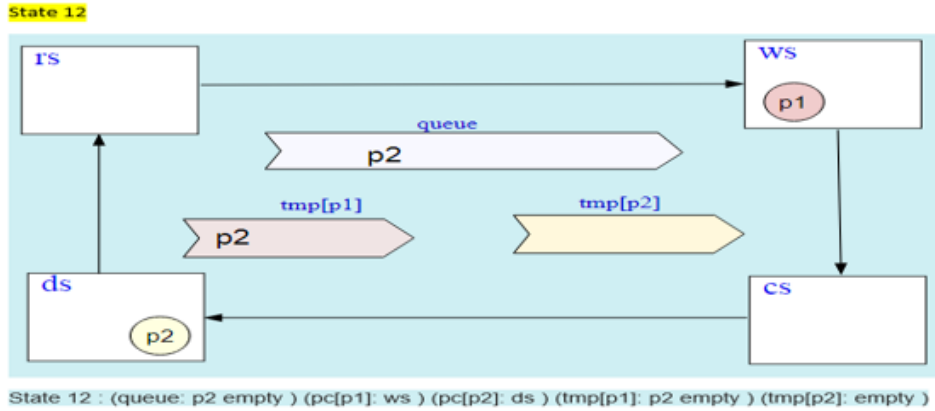 State 12
rs
ws
p1
queue
p2
tmp[p1]
tmp[p2]
p2
ds
cs
p2
State 12 : (queue: p2 empty ) (pc[p1]: ws ) (pc[p2]: ds ) (tmp[p1]: p2 empty ) (tmp[p2]: empty )